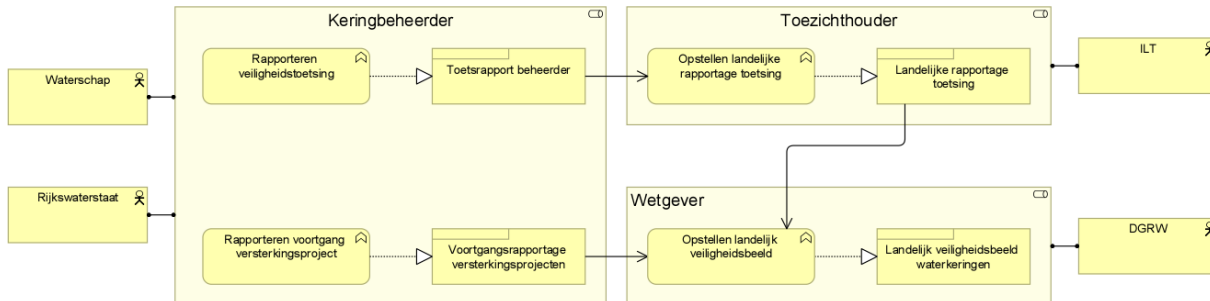 Keringbeheerder
Toezichthouder
Rapporteren
veiligheidstoetsing
Toetsrapport beheerder
Opstellen landelijke
rapportage toetsing
Landelijke rapportage
toetsing
ILT
Waterschap
Rijkswaterstaat
Wetgever
Rapporteren voortgang
versterkingsproject
Voortgangsrapportage
versterkingsprojecten
Opstellen landelijk
veiligheidsbeeld
Landelijk veiligheidsbeeld
waterkeringen
DGRW